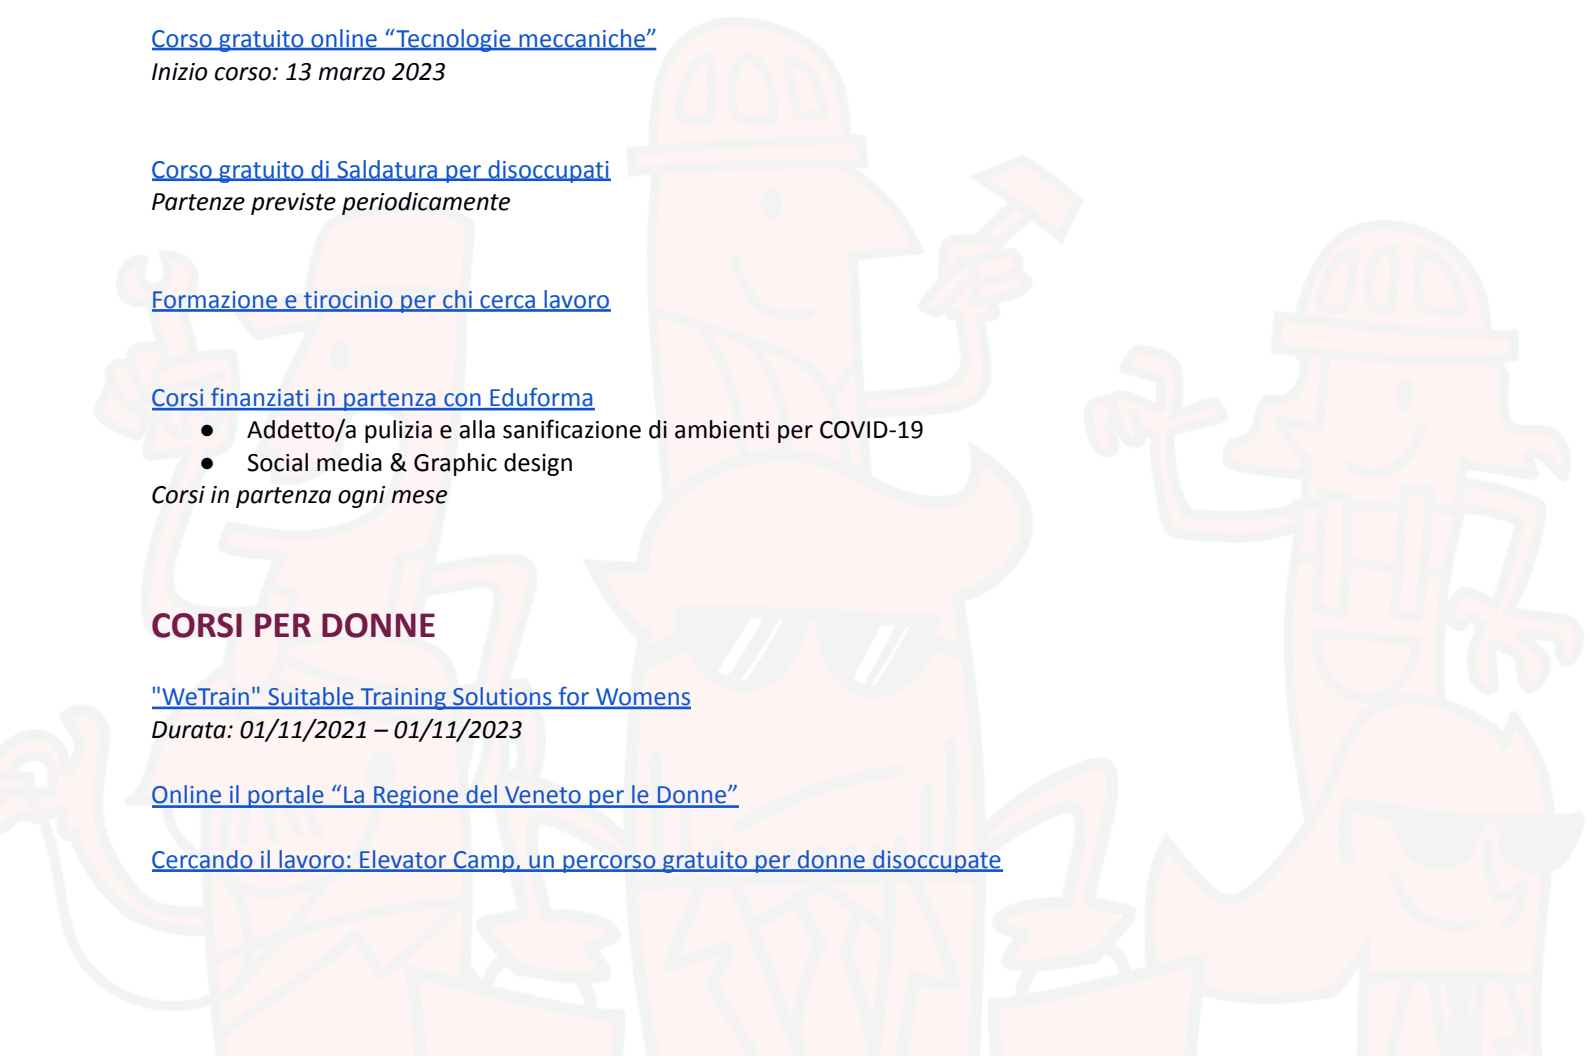 Corso gratuito online “Tecnologie meccaniche”
Inizio corso: 13 marzo 2023
Corso gratuito di Saldatura per disoccupati
Partenze previste periodicamente
Formazione e tirocinio per chi cerca lavoro
Corsi finanziati in partenza con Eduforma
● Addetto/a pulizia e alla sanificazione di ambienti per COVID-19
● Social media & Graphic design
Corsi in partenza ogni mese
CORSI PER DONNE
"WeTrain" Suitable Training Solutions for Womens
Durata: 01/11/2021 – 01/11/2023
Online il portale “La Regione del Veneto per le Donne”
Cercando il lavoro: Elevator Camp, un percorso gratuito per donne disoccupate